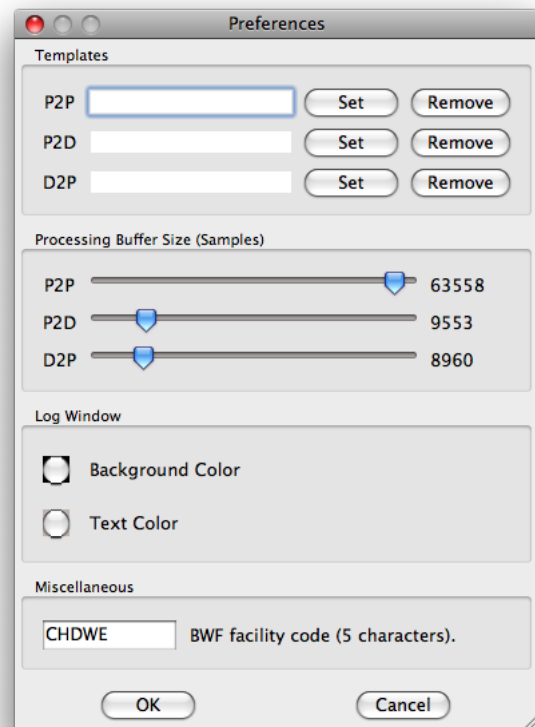 Preferences
Templates
P2P Set Remove
P2D Set Remove
D2P Set Remove
Processing Buffer Size (Samples)
P2P 63558
P2D 9553
D2P 8960
Log Window
Background Color
Text Color
Miscellaneous
CHDWE BWF facility code (5 characters).
OK Cancel